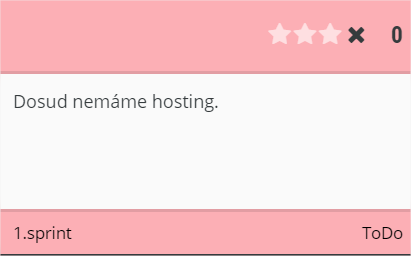 0
Dosud nemáme hosting.
1.sprint ToDo